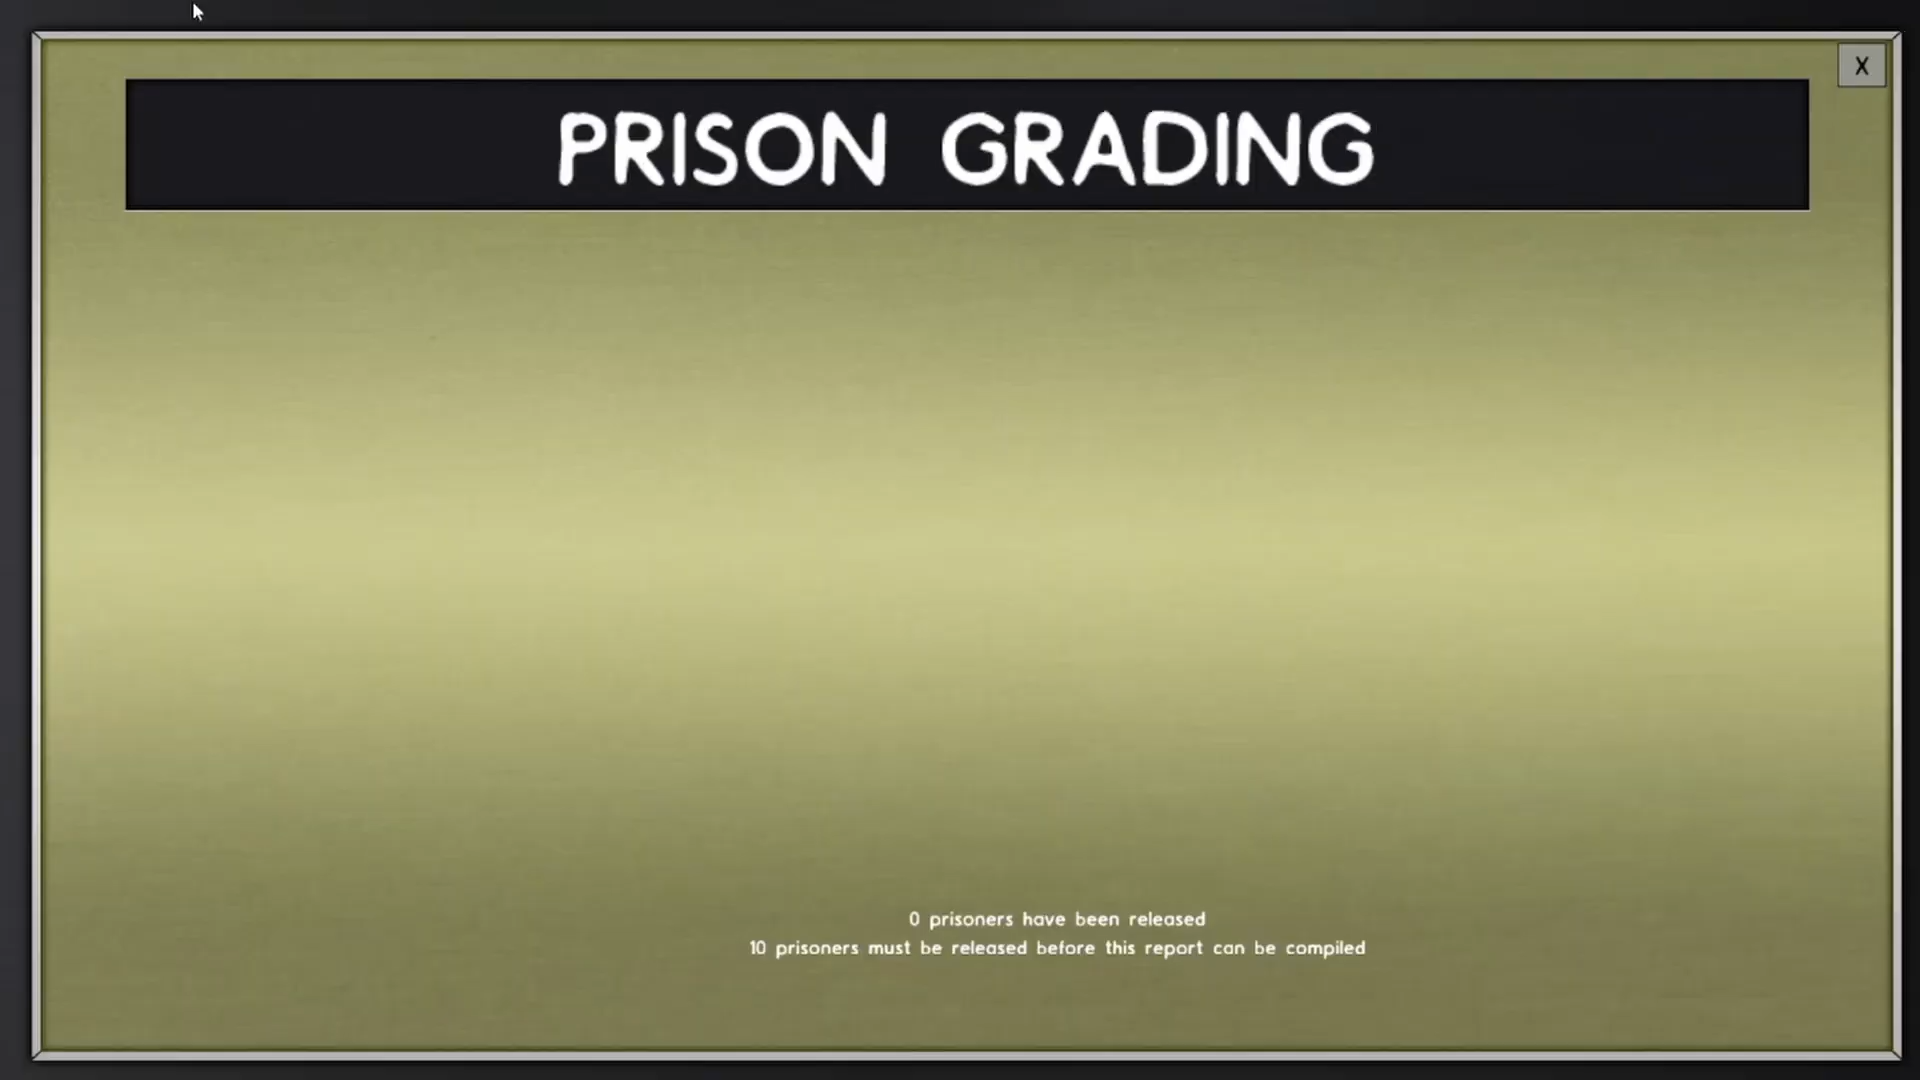 X
PRISON GRADING
0 prisoners have been released
10 prisoners must be released before this report can be compiled